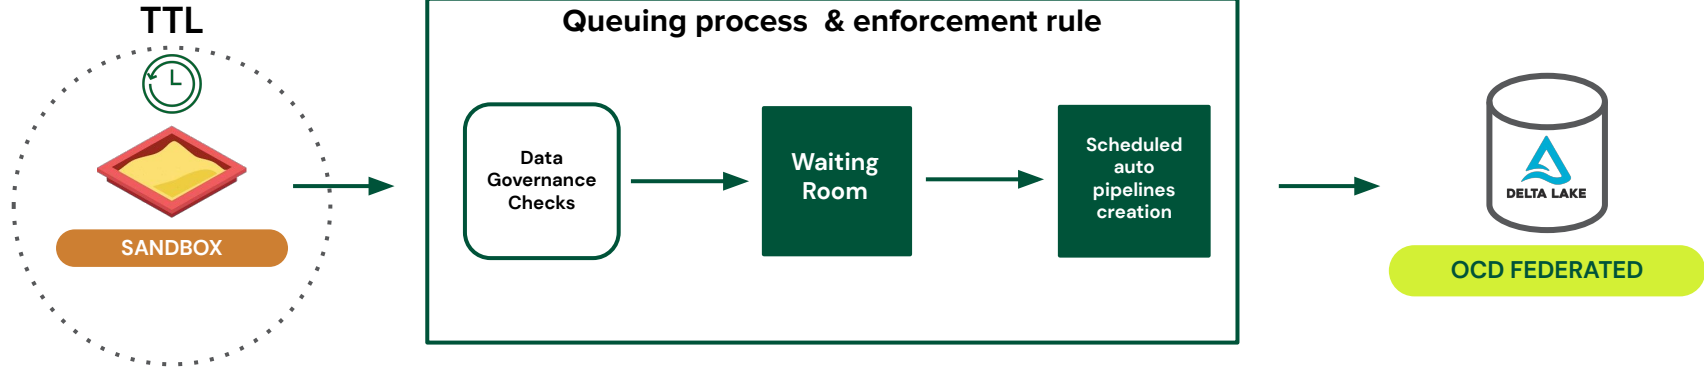 TTL
SANDBOX
Queuing process & enforcement rule
Data
Governance
Checks
Waiting
Room
Scheduled
auto
pipelines
creation
DELTA LAKE
OCD FEDERATED